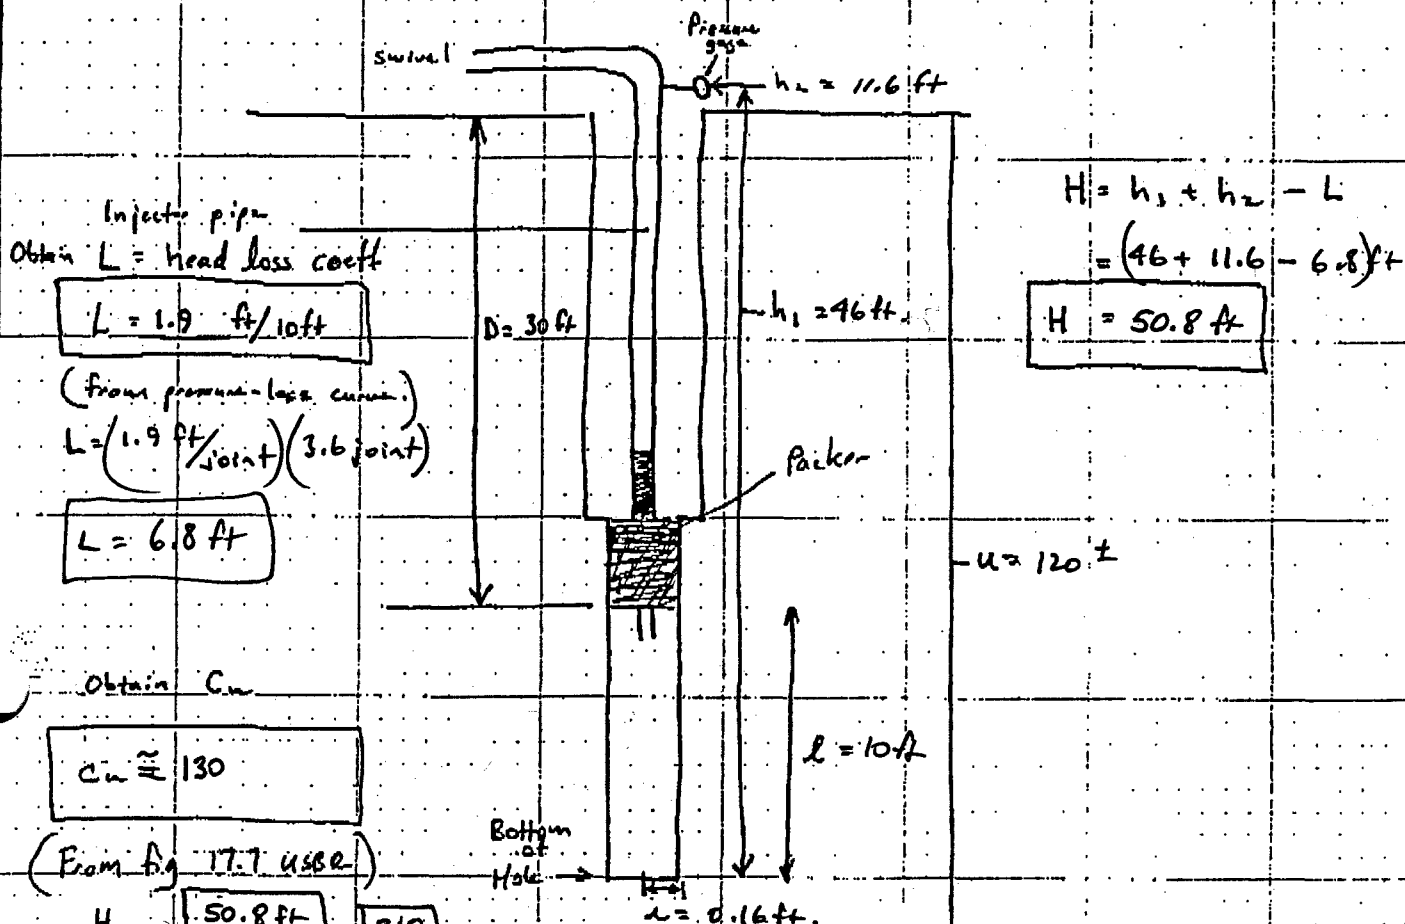 Pressure
gage
swivel
h₂ = 11.6 ft
H = h₁ + h₂ - L
= (46 + 11.6 - 6.8)ft
H = 50.8 ft
Obtain L = head loss coeff
L = 1.9 ft/10ft
(from pressure-loss curve.)
L = (1.9 ft/joint)(3.6 joint)
L = 6.8 ft
D = 30 ft
h₁ = 46 ft.
Packer
U = 120
l = 10 ft
Obtain Cu
Cu ≅ 130
(From fig 17.7 USBR)
Bottom
of
Hole
H
50.8 ft
r = 0.16 ft.